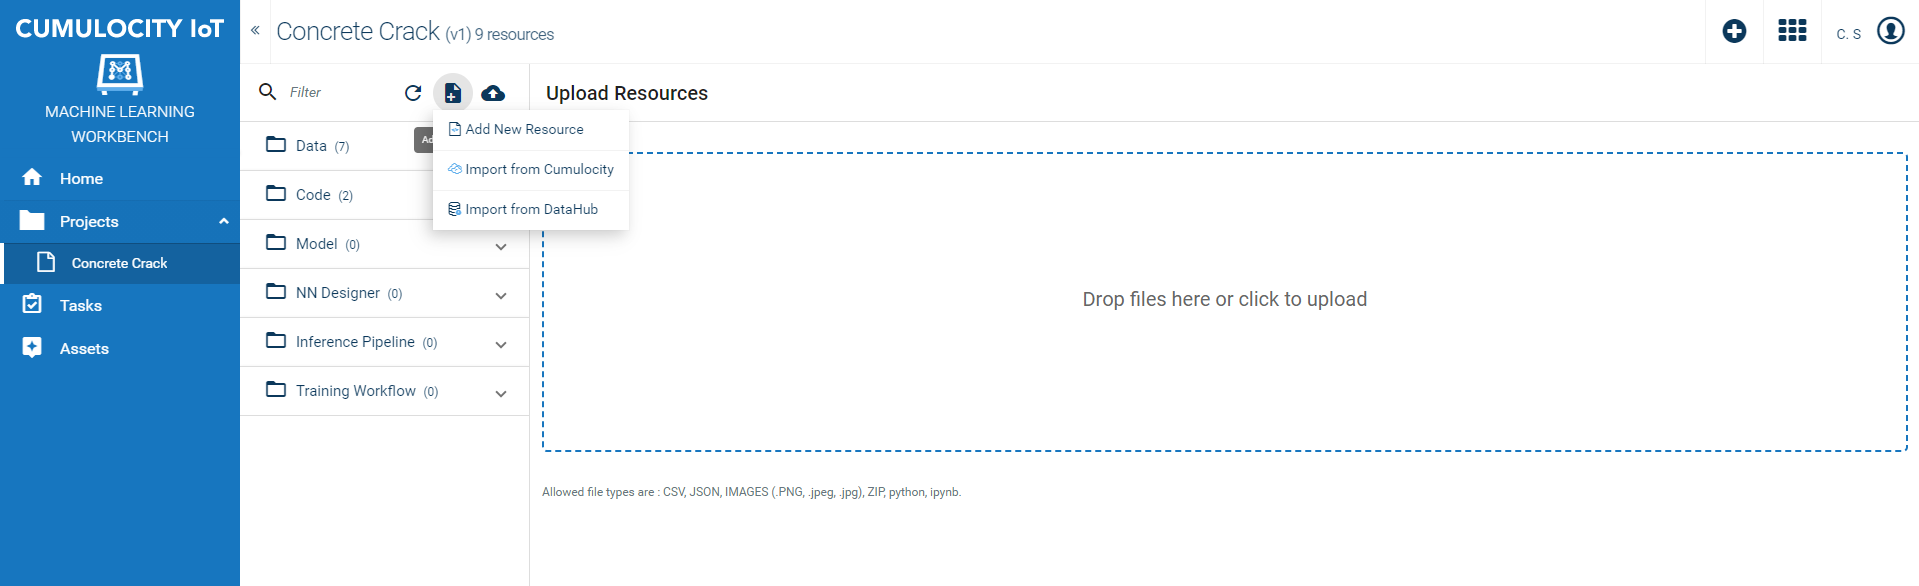 CUMULOCITY IoT
MACHINE LEARNING
WORKBENCH
Home
Projects
Concrete Crack
Tasks
Assets
Concrete Crack (v1) 9 resources
C. S
Filter
Ad
Add New Resource
Import from Cumulocity
Import from DataHub
Data (7)
Code (2)
Model (0)
NN Designer (0)
Inference Pipeline (0)
Training Workflow (0)
Upload Resources
Drop files here or click to upload
Allowed file types are : CSV, JSON, IMAGES (.PNG, .jpeg, .jpg), ZIP, python, ipynb.